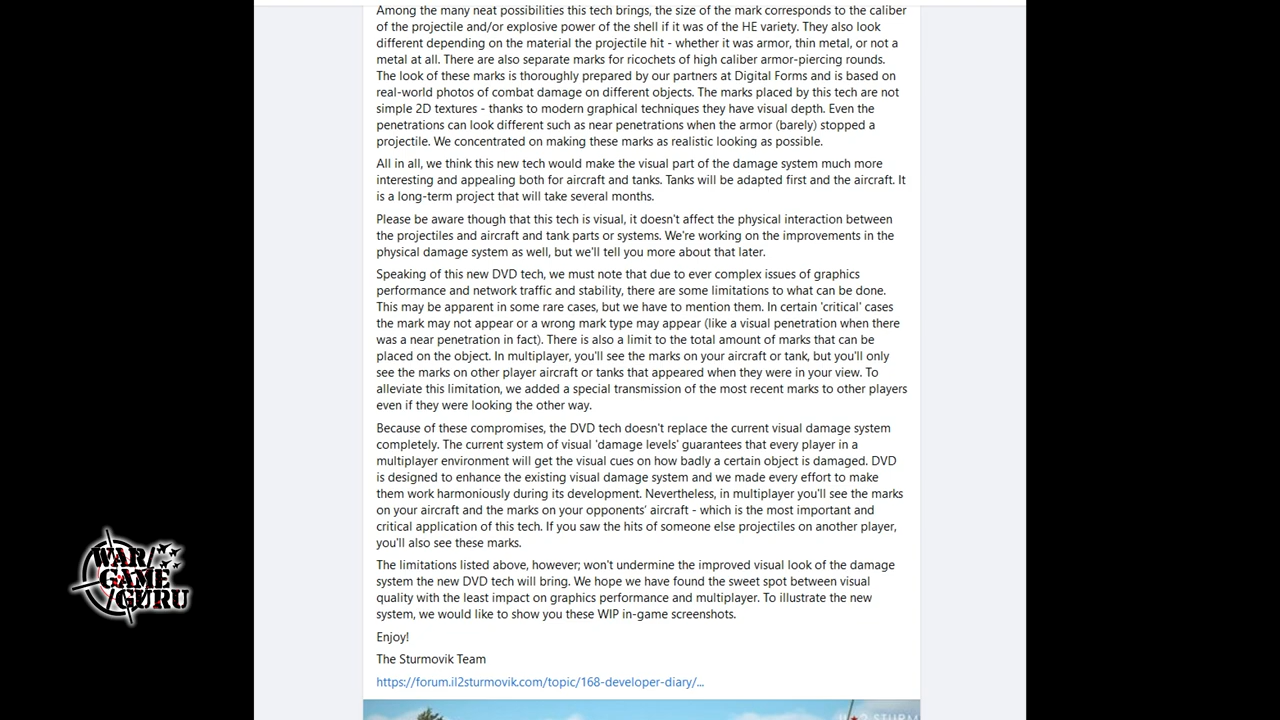 Among the many neat possibilities this tech brings, the size of the mark corresponds to the caliber
of the projectile and/or explosive power of the shell if it was of the HE variety. They also look
different depending on the material the projectile hit - whether it was armor, thin metal, or not a
metal at all. There are also separate marks for ricochets of high caliber armor-piercing rounds.
The look of these marks is thoroughly prepared by our partners at Digital Forms and is based on
real-world photos of combat damage on different objects. The marks placed by this tech are not
simple 2D textures - thanks to modern graphical techniques they have visual depth. Even the
penetrations can look different such as near penetrations when the armor (barely) stopped a
projectile. We concentrated on making these marks as realistic looking as possible.
All in all, we think this new tech would make the visual part of the damage system much more
interesting and appealing both for aircraft and tanks. Tanks will be adapted first and the aircraft. It
is a long-term project that will take several months.
Please be aware though that this tech is visual, it doesn't affect the physical interaction between
the projectiles and aircraft and tank parts or systems. We're working on the improvements in the
physical damage system as well, but we'll tell you more about that later.
Speaking of this new DVD tech, we must note that due to ever complex issues of graphics
performance and network traffic and stability, there are some limitations to what can be done.
This may be apparent in some rare cases, but we have to mention them. In certain 'critical' cases
the mark may not appear or a wrong mark type may appear (like a visual penetration when there
was a near penetration in fact). There is also a limit to the total amount of marks that can be
placed on the object. In multiplayer, you'll see the marks on your aircraft or tank, but you'll only
see the marks on other player aircraft or tanks that appeared when they were in your view. To
alleviate this limitation, we added a special transmission of the most recent marks to other players
even if they were looking the other way.
Because of these compromises, the DVD tech doesn't replace the current visual damage system
completely. The current system of visual 'damage levels' guarantees that every player in a
multiplayer environment will get the visual cues on how badly a certain object is damaged. DVD
is designed to enhance the existing visual damage system and we made every effort to make
them work harmoniously during its development. Nevertheless, in multiplayer you'll see the marks
on your aircraft and the marks on your opponents' aircraft - which is the most important and
critical application of this tech. If you saw the hits of someone else projectiles on another player,
you'll also see these marks.
The limitations listed above, however, won't undermine the improved visual look of the damage
system the new DVD tech will bring. We hope we have found the sweet spot between visual
quality with the least impact on graphics performance and multiplayer. To illustrate the new
system, we would like to show you these WIP in-game screenshots.
Enjoy!
The Sturmovik Team
https://forum.il2sturmovik.com/topic/168-developer-diary/...
WAR
GAME
GURU